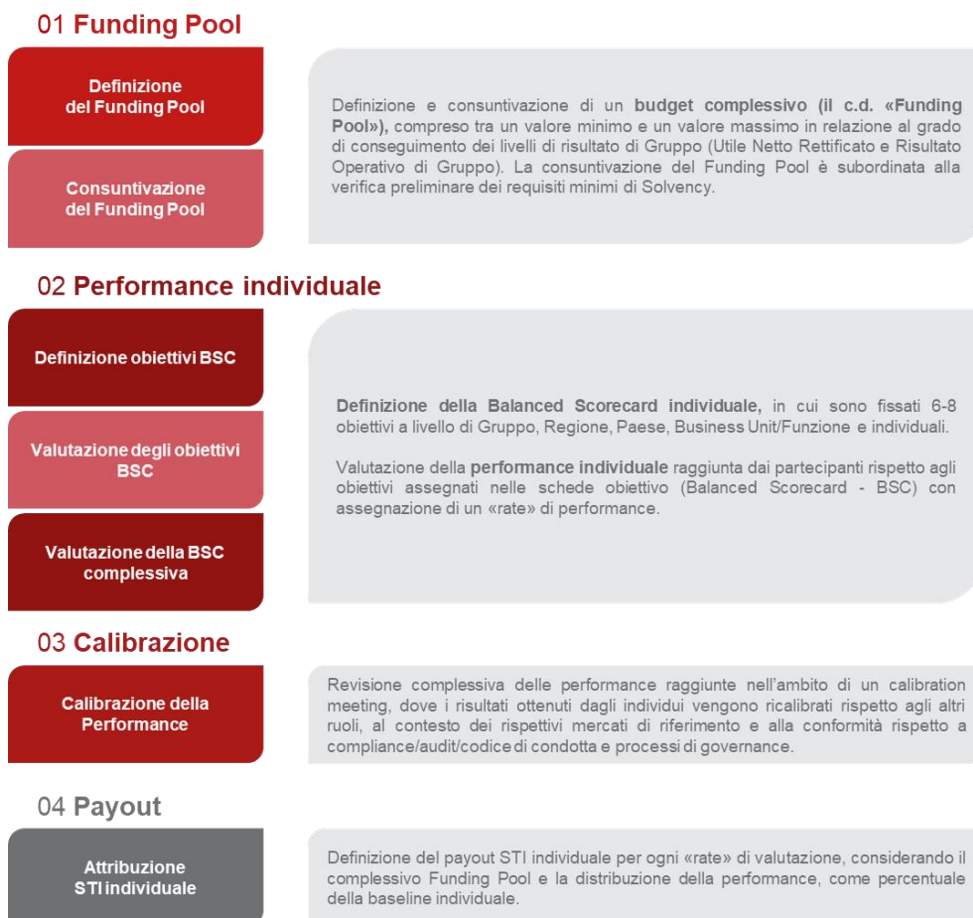 01 Funding Pool
Definizione
del Funding Pool
Consuntivazione
del Funding Pool
Definizione e consuntivazione di un budget complessivo (il c.d. «Funding
Pool»), compreso tra un valore minimo e un valore massimo in relazione al grado
di conseguimento dei livelli di risultato di Gruppo (Utile Netto Rettificato e Risultato
Operativo di Gruppo). La consuntivazione del Funding Pool è subordinata alla
verifica preliminare dei requisiti minimi di Solvency.
02 Performance individuale
Definizione obiettivi BSC
Valutazione degli obiettivi
BSC
Valutazione della BSC
complessiva
Definizione della Balanced Scorecard individuale, in cui sono fissati 6-8
obiettivi a livello di Gruppo, Regione, Paese, Business Unit/Funzione e individuali.
Valutazione della performance individuale raggiunta dai partecipanti rispetto agli
obiettivi assegnati nelle schede obiettivo (Balanced Scorecard - BSC) con
assegnazione di un «rate» di performance.
03 Calibrazione
Calibrazione della
Performance
Revisione complessiva delle performance raggiunte nell'ambito di un calibration
meeting, dove i risultati ottenuti dagli individui vengono ricalibrati rispetto agli altri
ruoli, al contesto dei rispettivi mercati di riferimento e alla conformità rispetto a
compliance/audit/codice di condotta e processi di governance.
04 Payout
Attribuzione
STI individuale
Definizione del payout STI individuale per ogni «rate» di valutazione, considerando il
complessivo Funding Pool e la distribuzione della performance, come percentuale
della baseline individuale.